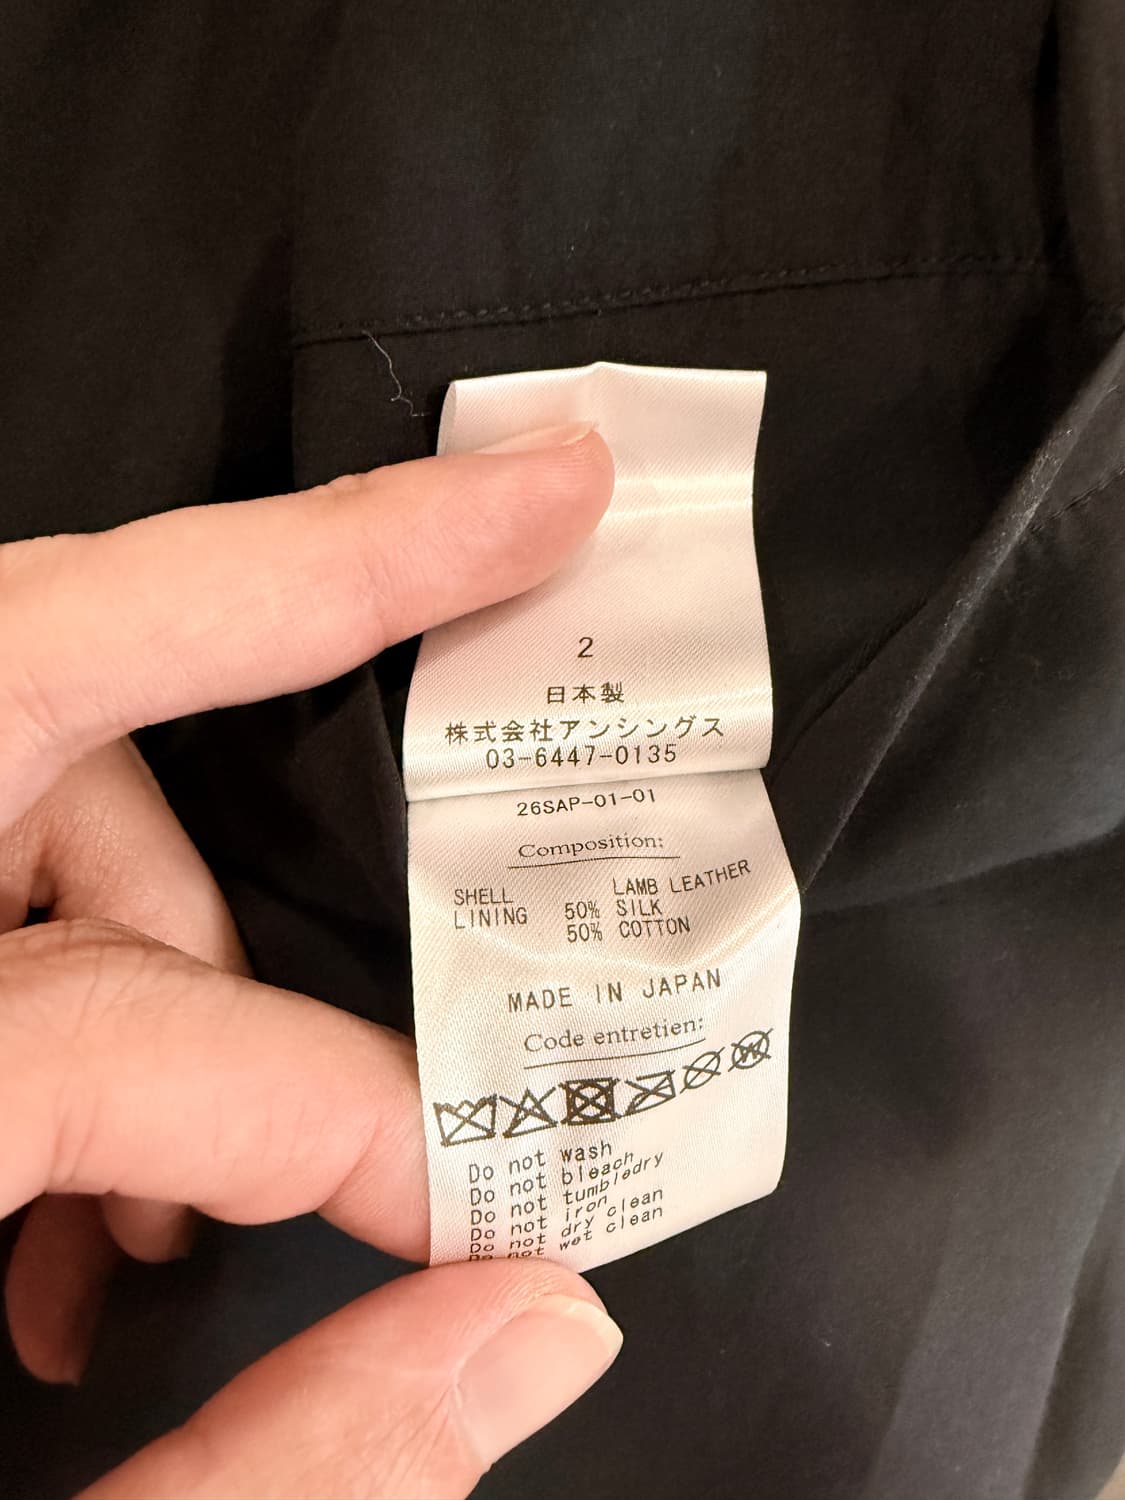 2
日本製
株式会社アンシングス
03-6447-0135
26SAP-01-01
Composition:
SHELL LAMB LEATHER
LINING 50% SILK
50% COTTON
MADE IN JAPAN
Code entretien:
W
Do not wash
Do not bleach
Do not tumbledry
Do not iron
Do not dry clean
Do not wet clean